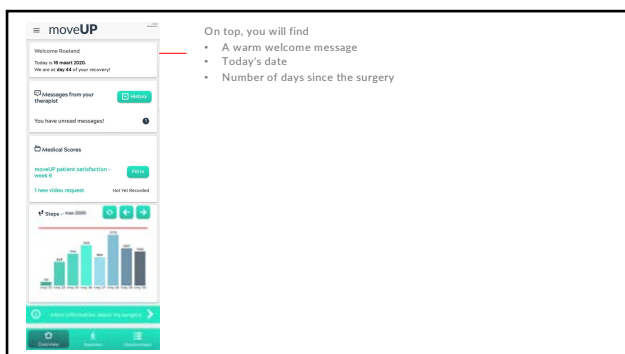 moveUP
On top, you will find
• A warm welcome message
• Today's date
• Number of days since the surgery
Welcome Roeland
Today is 16 maart 2020.
We are at day 44 of your recovery!
Messages from your
therapist
History
You have unread messages!
Medical Scores
moveUP patient satisfaction -
week 6
Fill in
1 new video request
Not Yet Recorded
Steps - max 2000
More information about my surgery
Overview